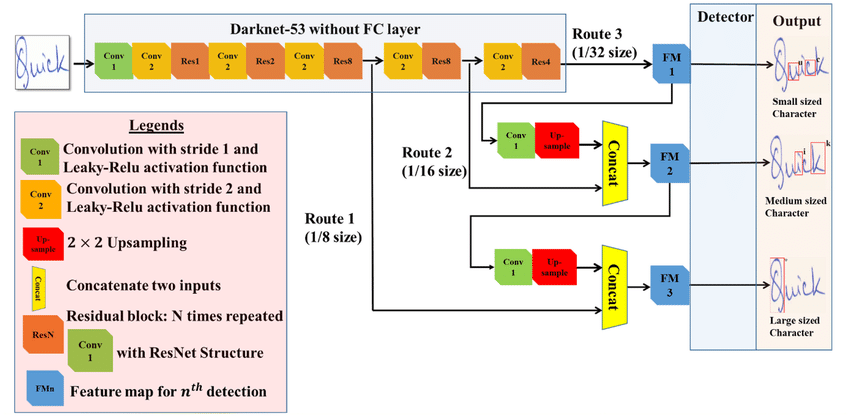 Darknet-53 without FC layer
Quick
Conv 1
Conv 2
Res1
Conv 2
Res2
Conv 2
Res8
Conv 2
Res8
Conv 2
Res4
Route 3
(1/32 size)
FM 1
Detector
Output
Quick
u
c
Small sized
Character
Conv 1
Up-sample
Concat
Route 2
(1/16 size)
FM 2
Quick
i
k
Medium sized
Character
Route 1
(1/8 size)
Conv 1
Up-sample
Concat
FM 3
Quick
Large sized
Character
Legends
Conv 1
Convolution with stride 1 and
Leaky-Relu activation function
Conv 2
Convolution with stride 2 and
Leaky-Relu activation function
Up-sample
2 × 2 Upsampling
Concat
Concatenate two inputs
ResN
Residual block: N times repeated
Conv 1
with ResNet Structure
FMn
Feature map for nth detection